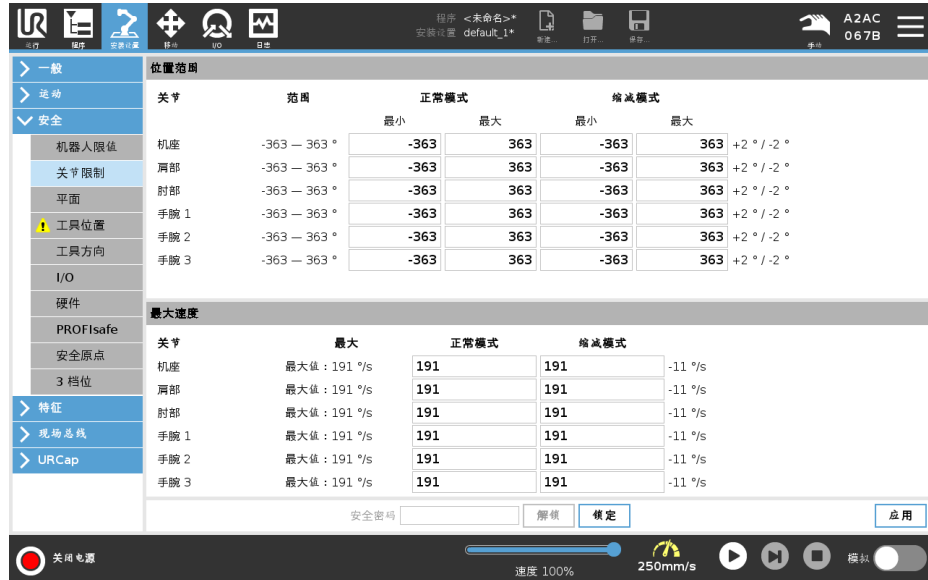 UR
运行 程序 安装设置 移动 I/O 日志
程序 <未命名>*
安装设置 default_1*
新建... 打开... 保存...
手动
A2AC
067B
一般
运动
安全
机器人限值
关节限制
平面
工具位置
工具方向
I/O
硬件
PROFIsafe
安全原点
3 档位
特征
现场总线
URCap
位置范围
关节 范围 正常模式 缩减模式
最小 最大 最小 最大
机座 -363 — 363 ° -363 363 -363 363 +2 ° / -2 °
肩部 -363 — 363 ° -363 363 -363 363 +2 ° / -2 °
肘部 -363 — 363 ° -363 363 -363 363 +2 ° / -2 °
手腕 1 -363 — 363 ° -363 363 -363 363 +2 ° / -2 °
手腕 2 -363 — 363 ° -363 363 -363 363 +2 ° / -2 °
手腕 3 -363 — 363 ° -363 363 -363 363 +2 ° / -2 °
最大速度
关节 最大 正常模式 缩减模式
机座 最大值：191 °/s 191 191 -11 °/s
肩部 最大值：191 °/s 191 191 -11 °/s
肘部 最大值：191 °/s 191 191 -11 °/s
手腕 1 最大值：191 °/s 191 191 -11 °/s
手腕 2 最大值：191 °/s 191 191 -11 °/s
手腕 3 最大值：191 °/s 191 191 -11 °/s
安全密码 解锁 锁定 应用
关闭电源
速度 100%
250mm/s
模拟